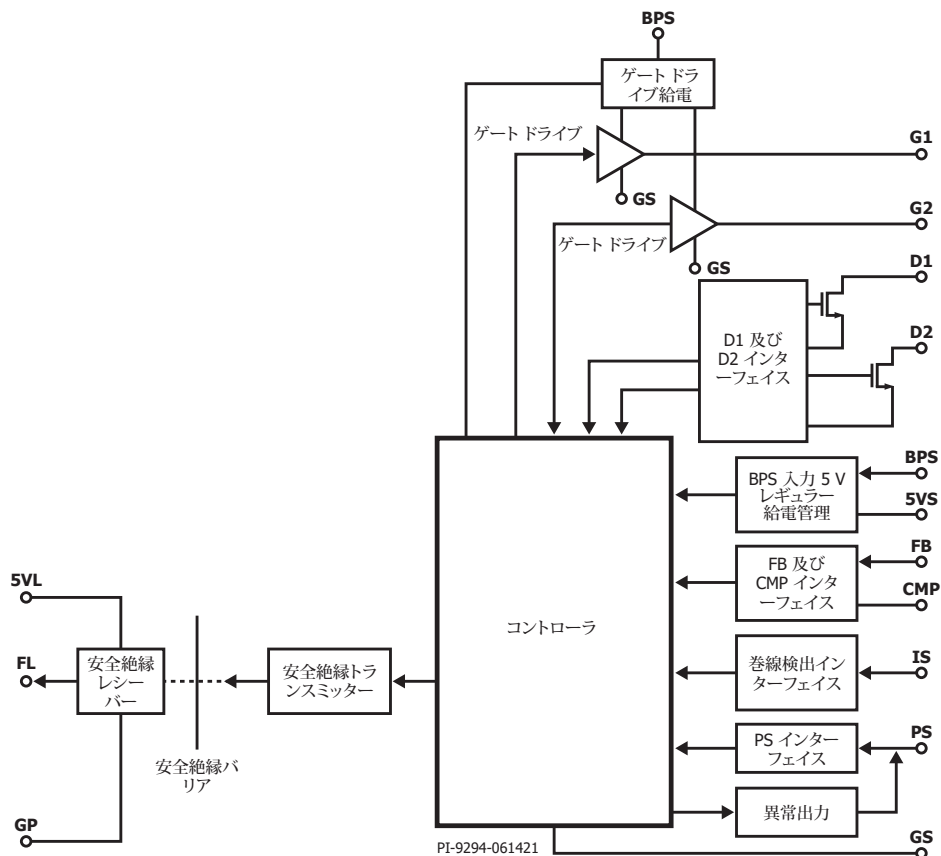 BPS
ゲート ドラ
イブ給電
ゲート ドライブ
G1
GS
G2
ゲート ドライブ
GS
D1
D1 及び
D2 インタ
ーフェイス
D2
BPS
BPS 入力 5 V
レギュラー
給電管理
5VS
FB
FB 及び
CMP インタ
ーフェイス
CMP
5VL
コントローラ
FL
安全絶縁
レシー
バー
安全絶縁トラ
ンスミッター
巻線検出イン
ターフェイス
IS
安全絶縁バ
リア
PS インター
フェイス
PS
異常出力
GP
PI-9294-061421
GS